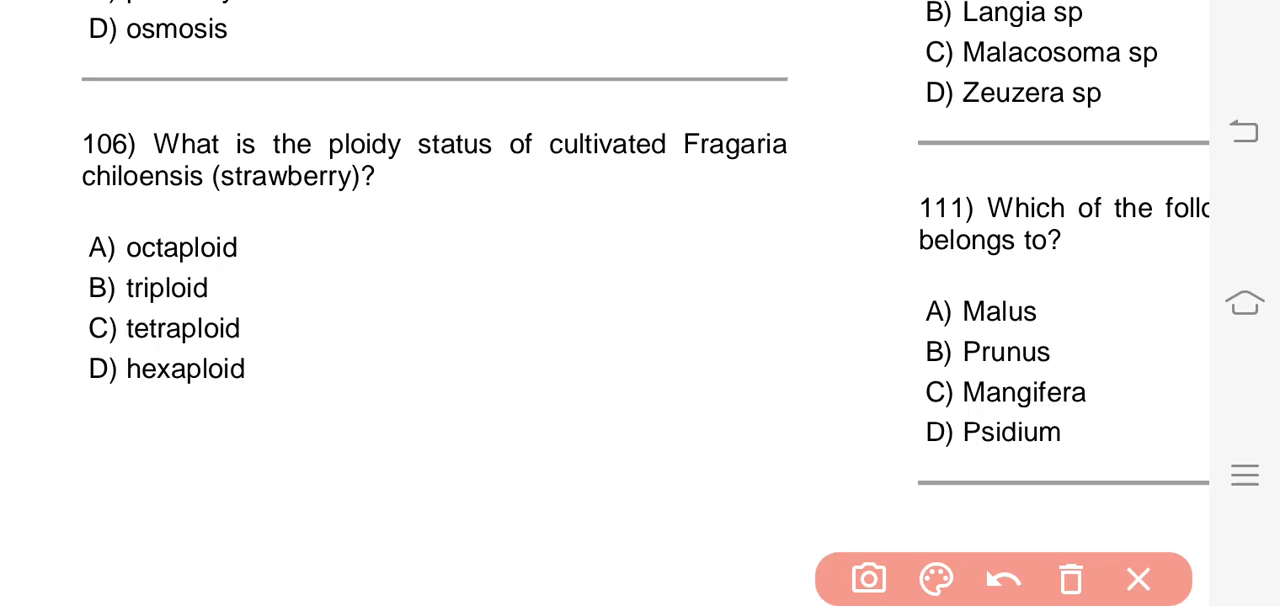 D) osmosis
106) What is the ploidy status of cultivated Fragaria
chiloensis (strawberry)?
A) octaploid
B) triploid
C) tetraploid
D) hexaploid
B) Langia sp
C) Malacosoma sp
D) Zeuzera sp
111) Which of the
belongs to?
A) Malus
B) Prunus
C) Mangifera
D) Psidium